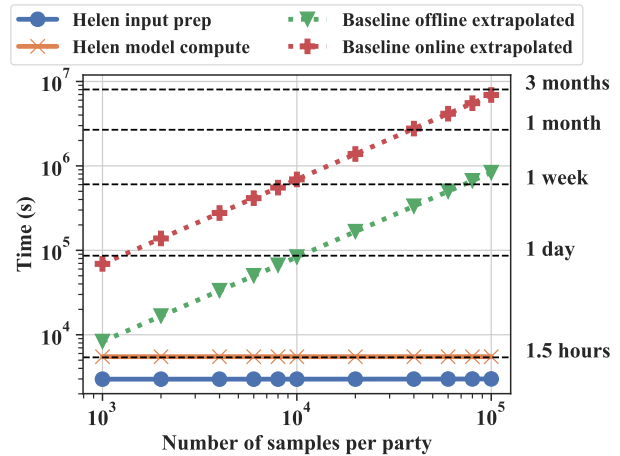 Helen input prep
Helen model compute
Baseline offline extrapolated
Baseline online extrapolated
10^7
10^6
10^5
10^4
Time (s)
3 months
1 month
1 week
1 day
1.5 hours
10^3
10^4
10^5
Number of samples per party